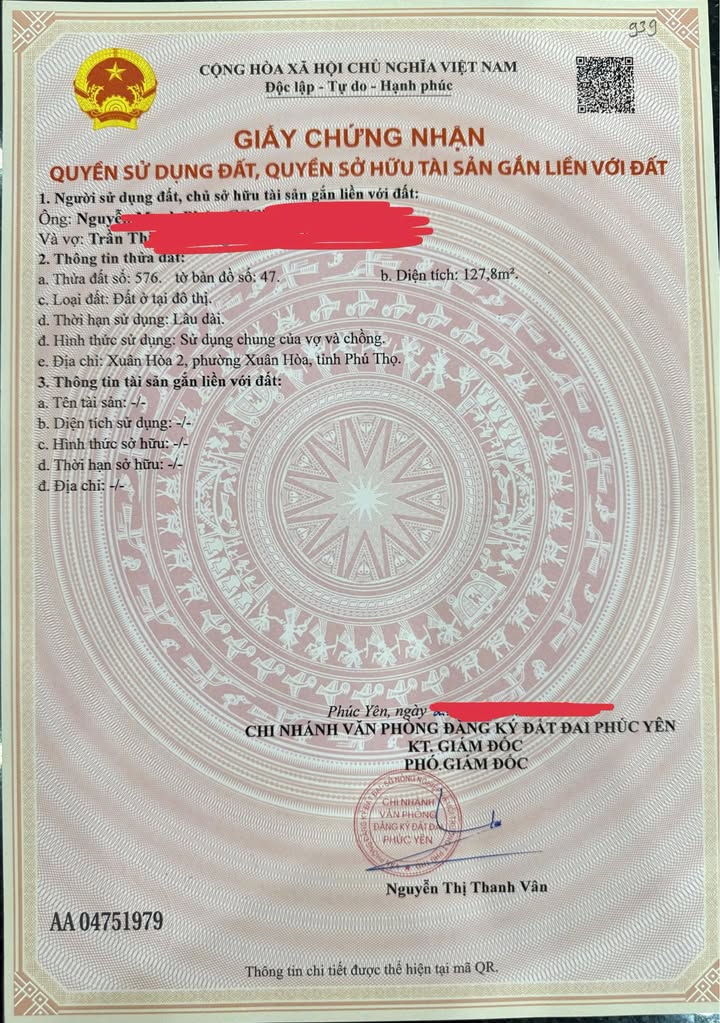 939
CỘNG HÒA XÃ HỘI CHỦ NGHĨA VIỆT NAM
Độc lập - Tự do - Hạnh phúc
GIẤY CHỨNG NHẬN
QUYỀN SỬ DỤNG ĐẤT, QUYỀN SỞ HỮU TÀI SẢN GẮN LIỀN VỚI ĐẤT
1. Người sử dụng đất, chủ sở hữu tài sản gắn liền với đất:
Ông: Nguyễn
Và vợ: Trần
2. Thông tin thửa đất:
a. Thửa đất số: 576. tờ bản đồ số: 47. b. Diện tích: 127,8m².
c. Loại đất: Đất ở tại đô thị.
d. Thời hạn sử dụng: Lâu dài.
đ. Hình thức sử dụng: Sử dụng chung của vợ và chồng.
e. Địa chỉ: Xuân Hòa 2, phường Xuân Hòa, tỉnh Phú Thọ.
3. Thông tin tài sản gắn liền với đất:
a. Tên tài sản: -/-
b. Diện tích sử dụng: -/-
c. Hình thức sở hữu: -/-
d. Thời hạn sở hữu: -/-
đ. Địa chỉ: -/-
Phúc Yên, ngày
CHI NHÁNH VĂN PHÒNG ĐĂNG KÝ ĐẤT ĐAI PHÚC YÊN
KT. GIÁM ĐỐC
PHÓ GIÁM ĐỐC
CHI NHÁNH
VĂN PHÒNG
ĐĂNG KÝ ĐẤT ĐAI
PHÚC YÊN
Nguyễn Thị Thanh Vân
AA 04751979
Thông tin chi tiết được thể hiện tại mã QR.